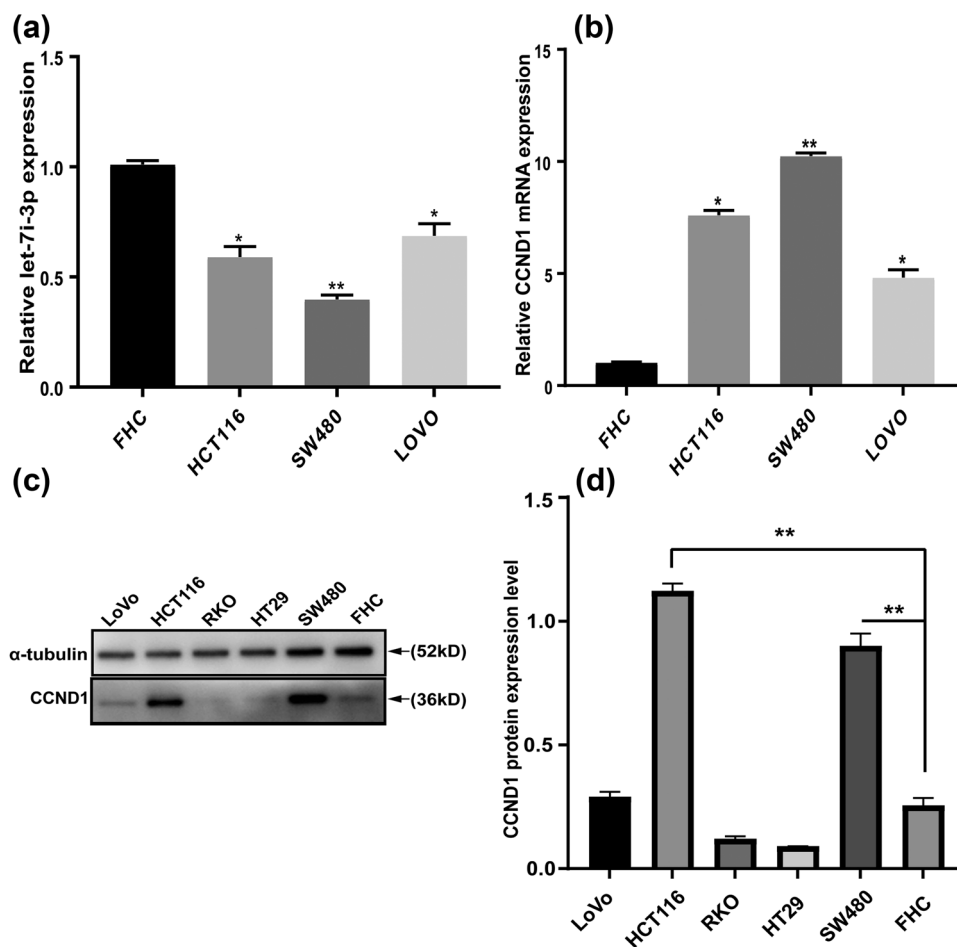 (a)
Relative let-7i-3p expression
1.5
1.0
0.5
0.0
*
**
*
FHC
HCT116
SW480
LOVO
(b)
Relative CCND1 mRNA expression
15
10
5
0
*
**
*
FHC
HCT116
SW480
LOVO
(c)
LoVo
HCT116
RKO
HT29
SW480
FHC
α-tubulin
(52kD)
CCND1
(36kD)
(d)
CCND1 protein expression level
1.5
1.0
0.5
0.0
**
**
LoVo
HCT116
RKO
HT29
SW480
FHC